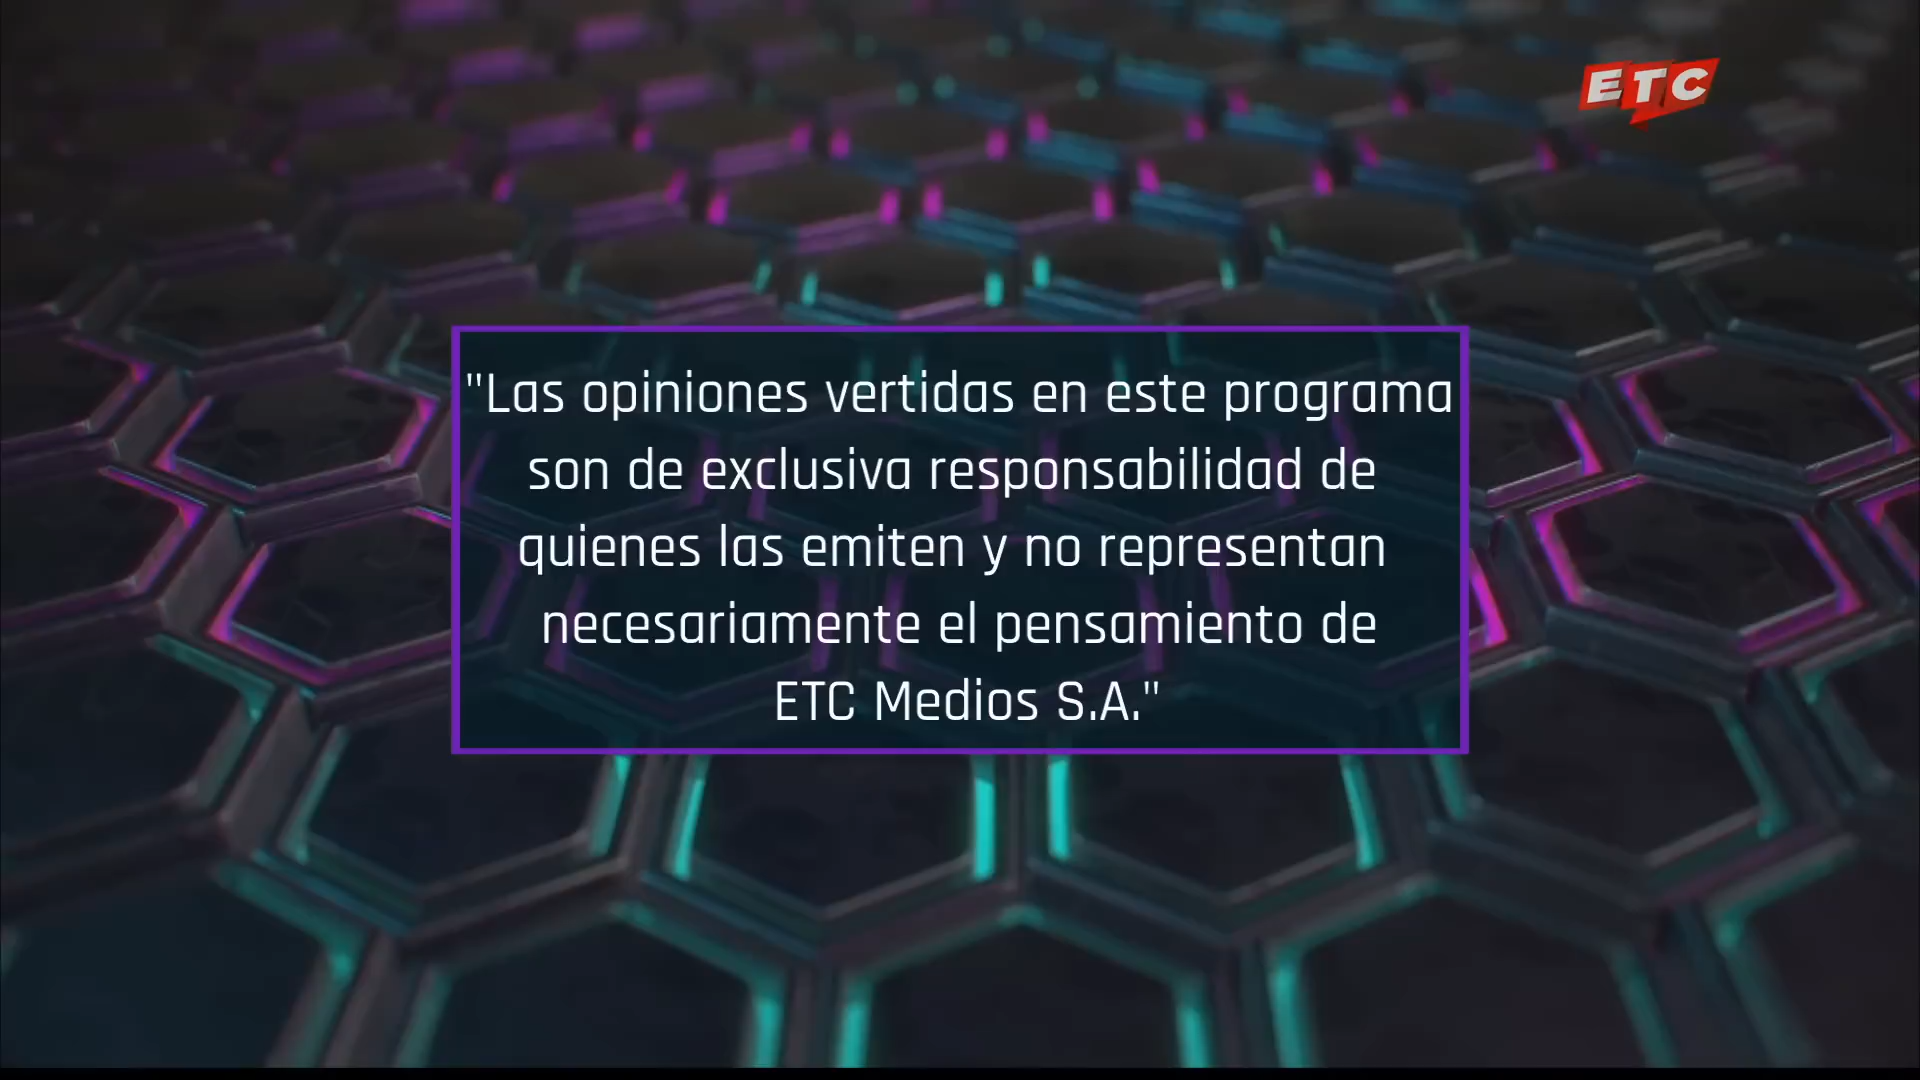 ETC
"Las opiniones vertidas en este programa
son de exclusiva responsabilidad de
quienes las emiten y no representan
necesariamente el pensamiento de
ETC Medios S.A."